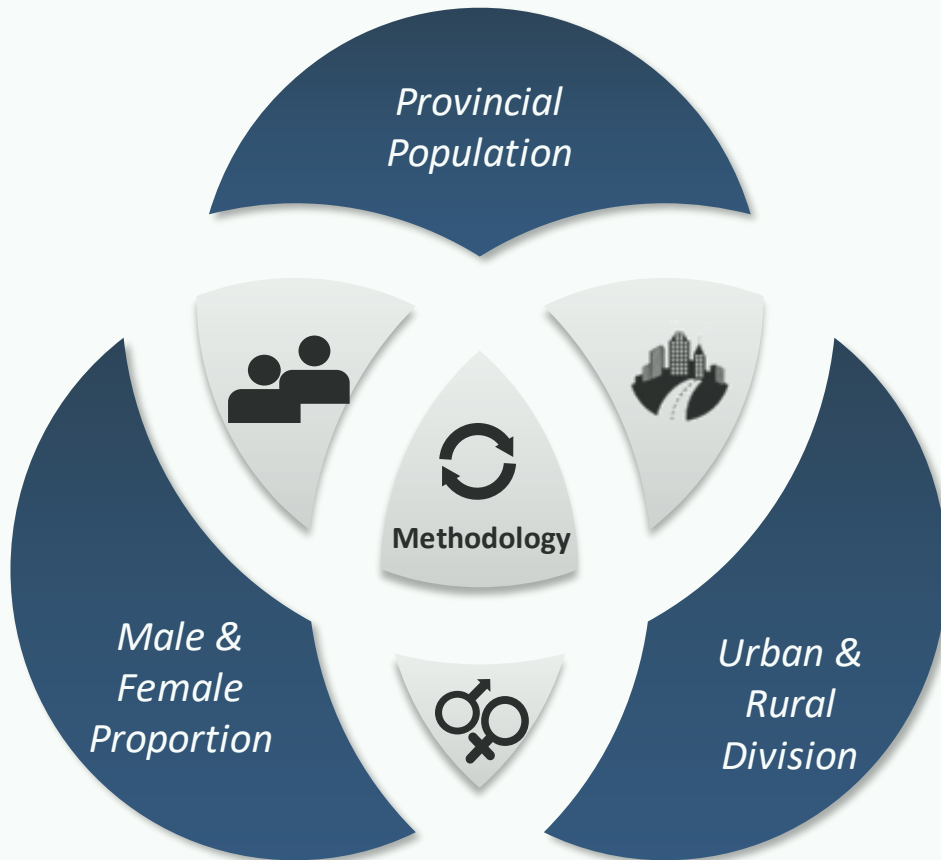 Provincial
Population
Methodology
Male &
Female
Proportion
Urban &
Rural
Division